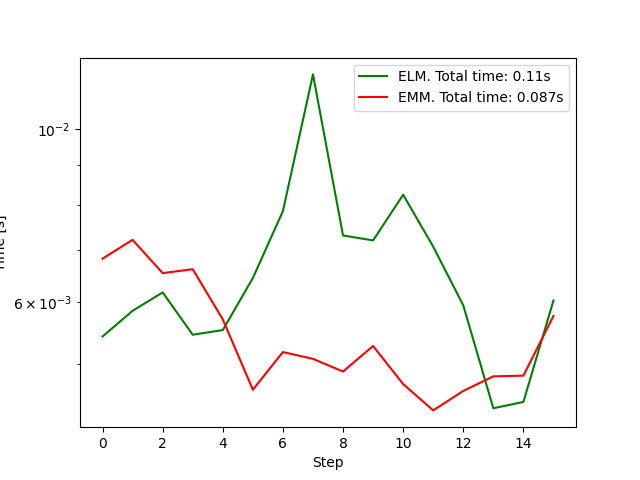 ELM. Total time: 0.11s
EMM. Total time: 0.087s
10⁻²
6 × 10⁻³
Time [s]
0 2 4 6 8 10 12 14
Step